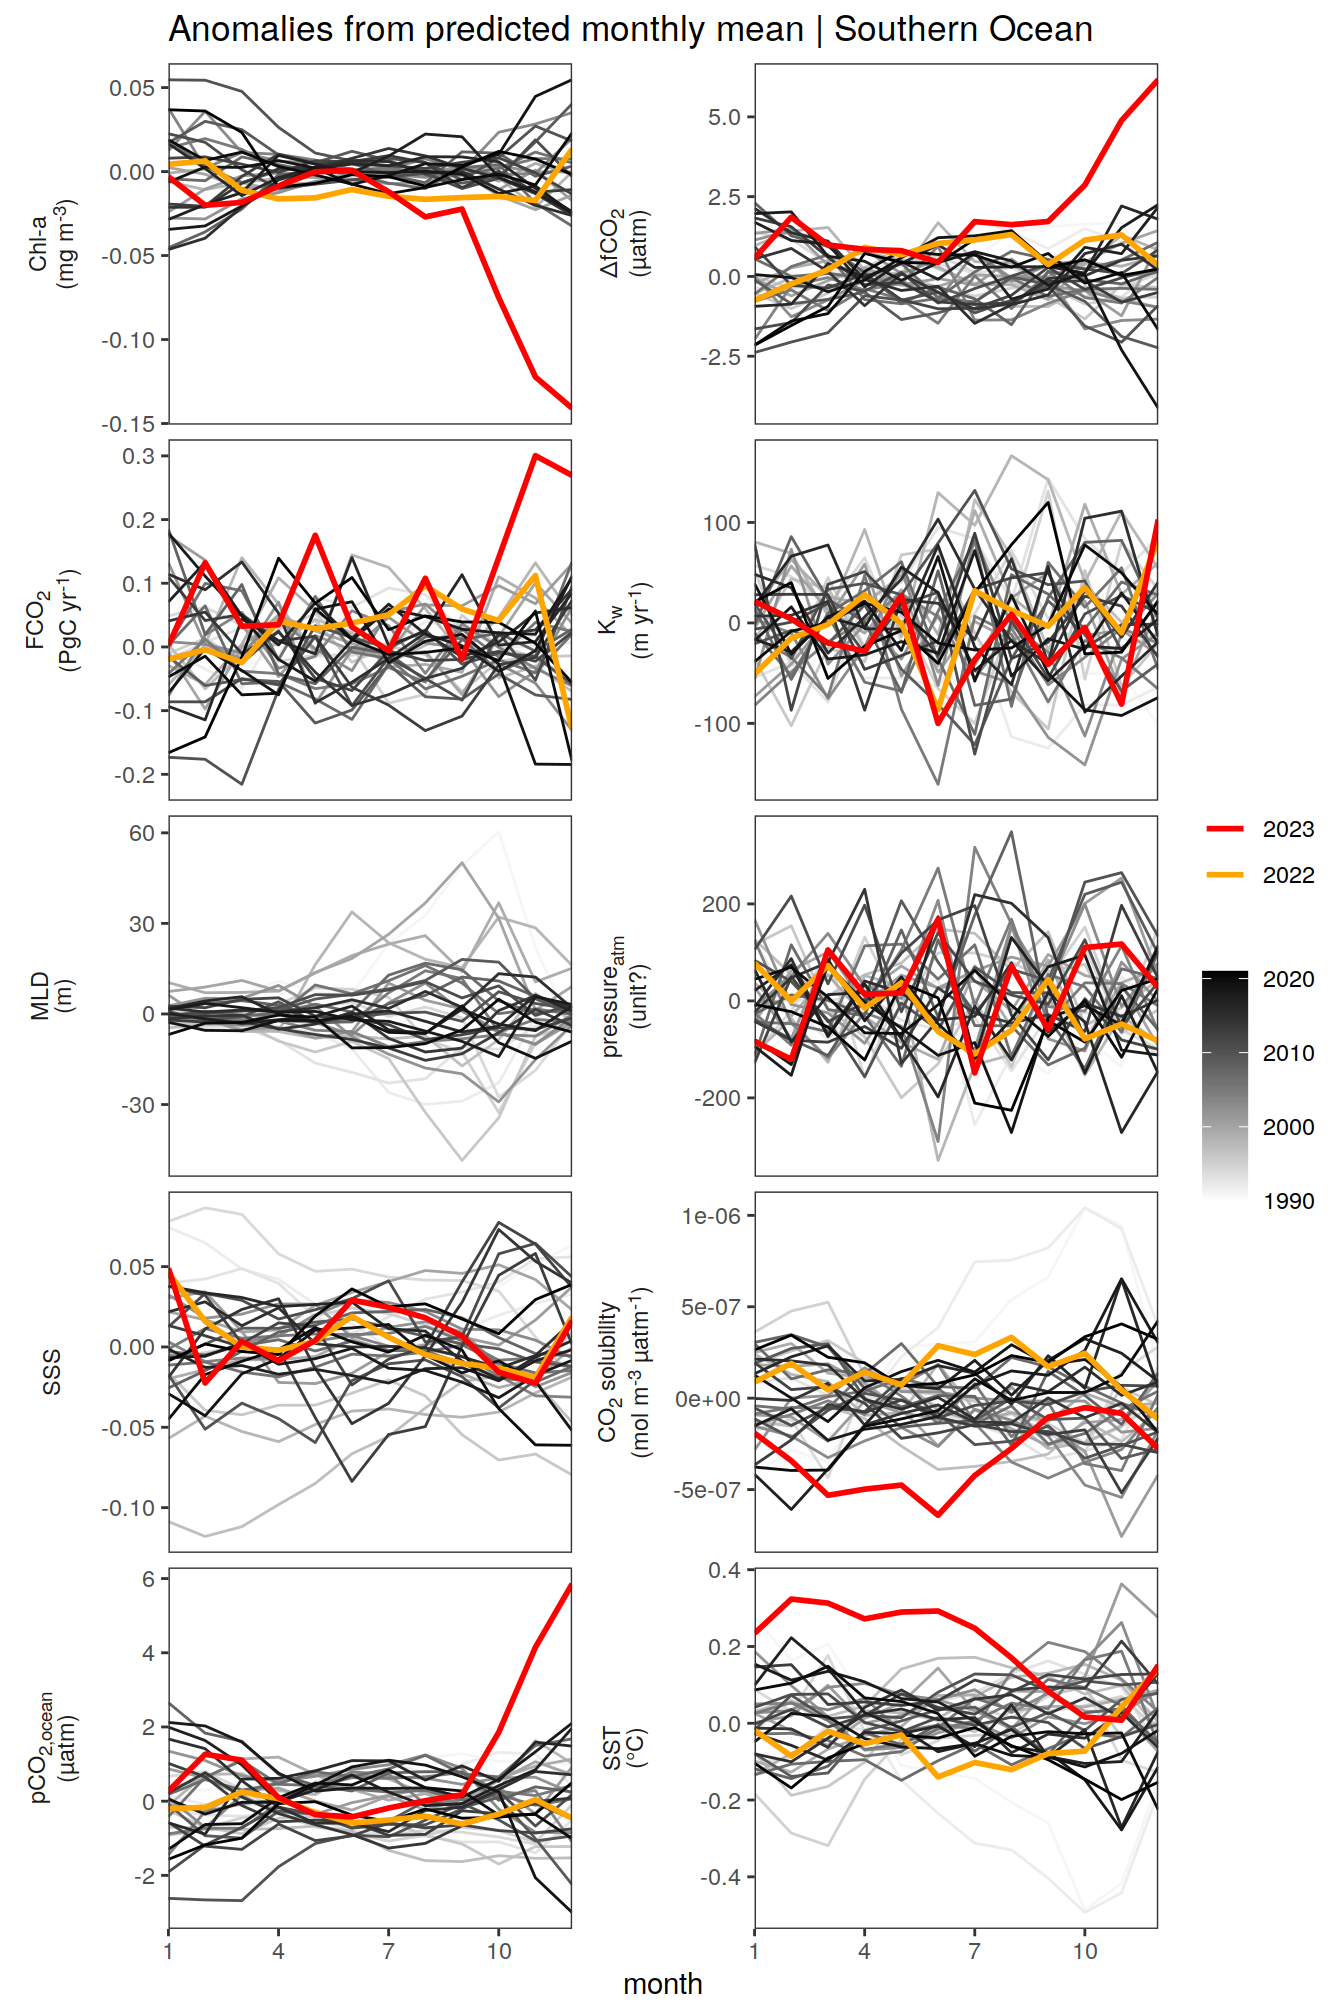 Anomalies from predicted monthly mean | Southern Ocean
Chl-a
(mg m-3)
0.05
0.00
-0.05
-0.10
-0.15
ΔfCO2
(µatm)
5.0
2.5
0.0
-2.5
FCO2
(PgC yr-1)
0.3
0.2
0.1
0.0
-0.1
-0.2
Kw
(m yr-1)
100
0
-100
MLD
(m)
60
30
0
-30
pressureatm
(unit?)
200
0
-200
SSS
0.05
0.00
-0.05
-0.10
CO2 solubility
(mol m-3 µatm-1)
1e-06
5e-07
0e+00
-5e-07
pCO2,ocean
(µatm)
6
4
2
0
-2
SST
(°C)
0.4
0.2
0.0
-0.2
-0.4
1 4 7 10
1 4 7 10
month
2023
2022
2020
2010
2000
1990